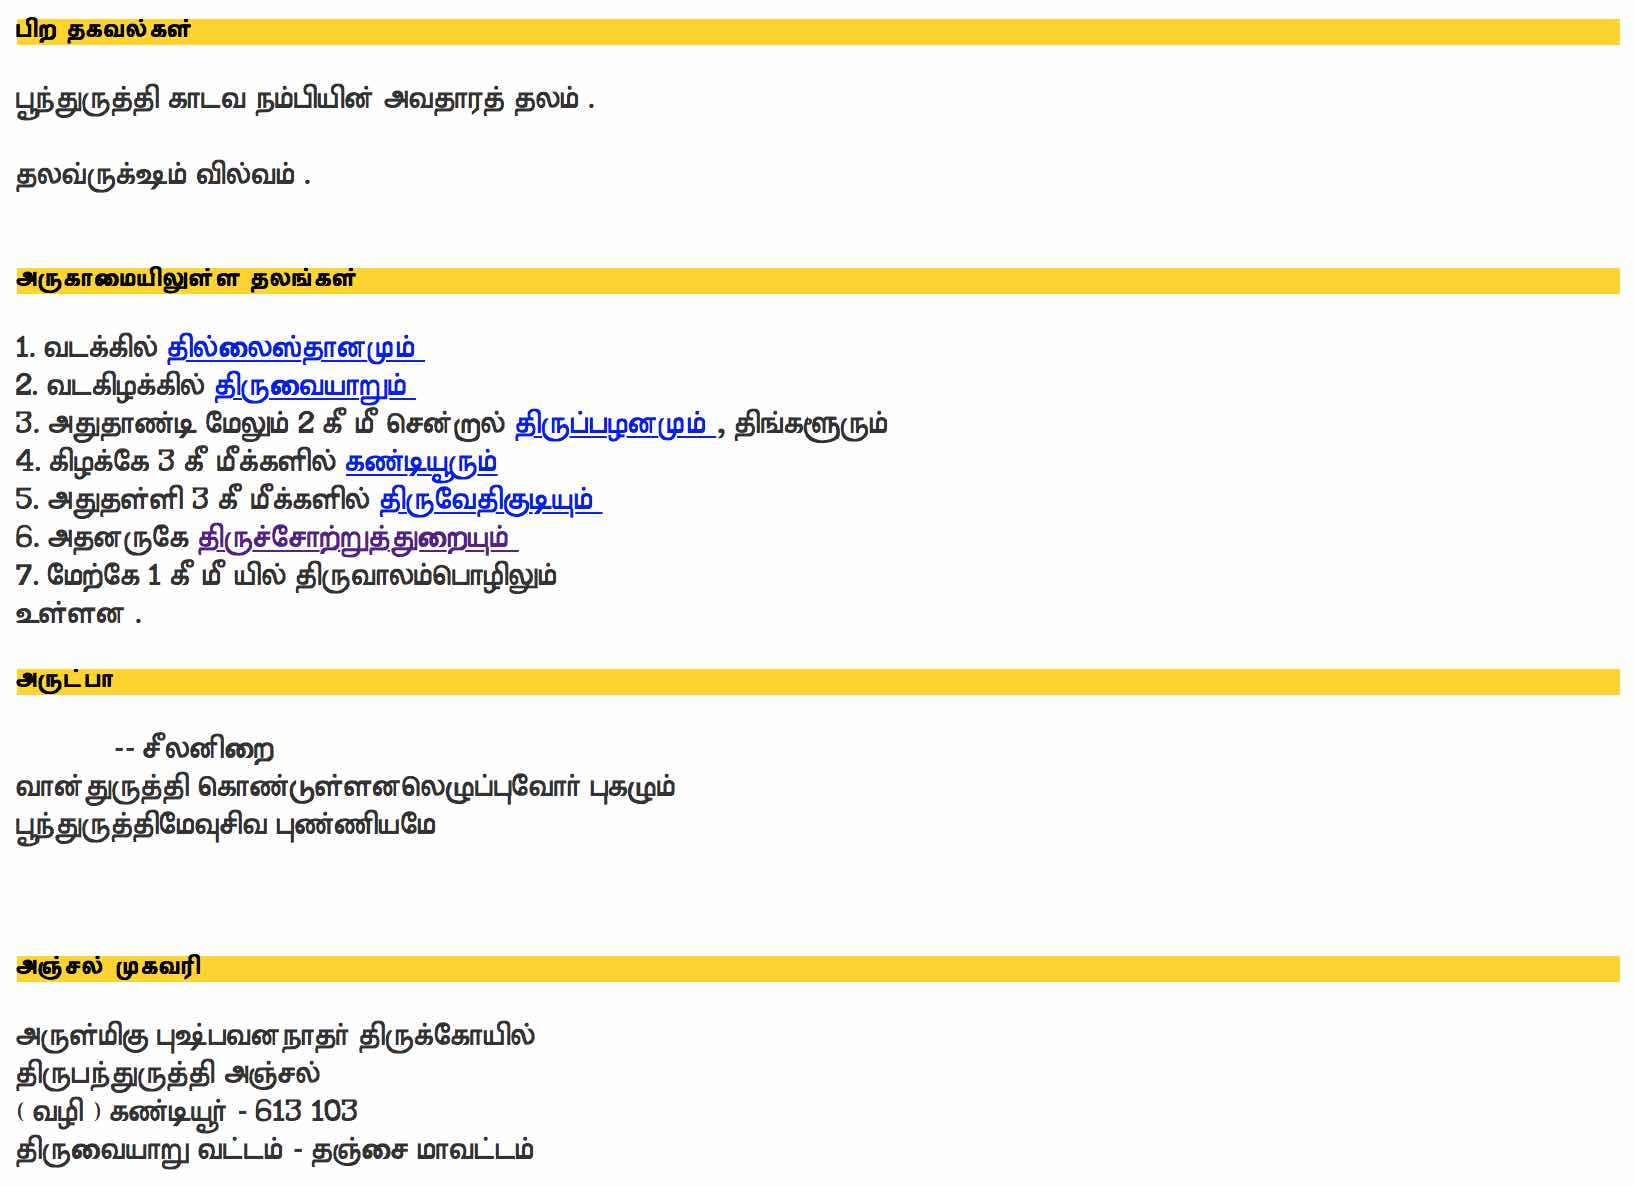 பிற தகவல்கள்
பூந்துருத்தி காடவ நம்பியின் அவதாரத் தலம் .
தலவ்ருக்ஷம் வில்வம் .
அருகாமையிலுள்ள தலங்கள்
1. வடக்கில் தில்லைஸ்தானமும்
2. வடகிழக்கில் திருவையாறும்
3. அதுதாண்டி மேலும் 2 கீ மீ சென்றால் திருப்பழனமும் , திங்களூரும்
4. கிழக்கே 3 கீ மீக்களில் கண்டியூரும்
5. அதுதள்ளி 3 கீ மீக்களில் திருவேதிகுடியும்
6. அதனருகே திருச்சோற்றுத்துறையும்
7. மேற்கே 1 கீ மீ யில் திருவாலம்பொழிலும்
உள்ளன .
அருட்பா
-- சீலனிறை
வான்துருத்தி கொண்டுள்ளனலெழுப்புவோர் புகழும்
பூந்துருத்திமேவுசிவ புண்ணியமே
அஞ்சல் முகவரி
அருள்மிகு புஷ்பவனநாதர் திருக்கோயில்
திருபந்துருத்தி அஞ்சல்
( வழி ) கண்டியூர் - 613 103
திருவையாறு வட்டம் - தஞ்சை மாவட்டம்